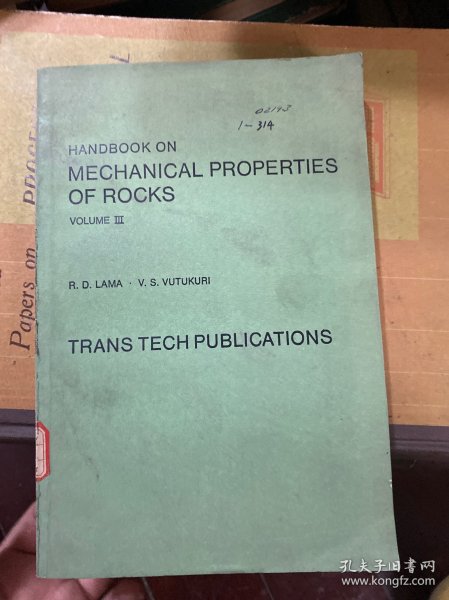 02193
1-314
HANDBOOK ON
MECHANICAL PROPERTIES
OF ROCKS
VOLUME III
R. D. LAMA · V. S. VUTUKURI
TRANS TECH PUBLICATIONS
Papers on
孔夫子旧书网
www.kongfz.com